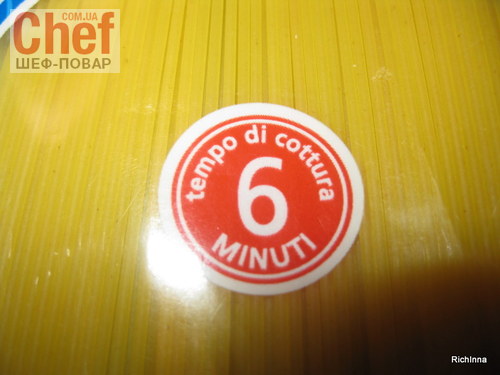 COM.UA
Chef
ШЕФ-ПОВАР
tempo di cottura
6
MINUTI
RichInna